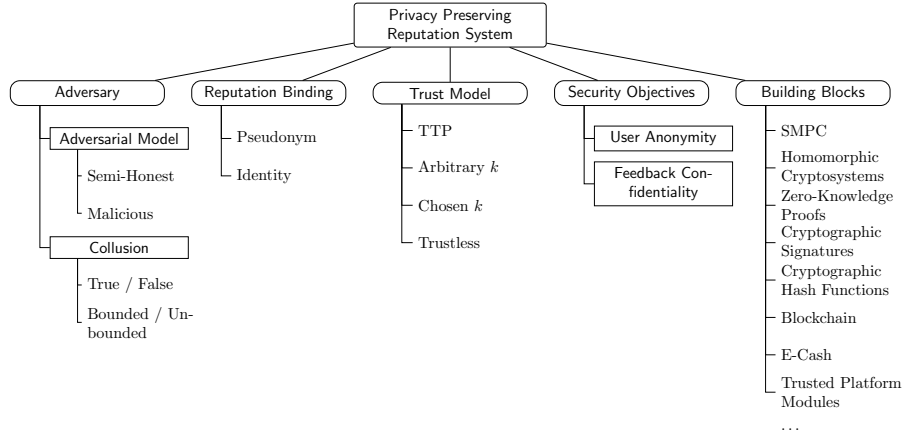 Privacy Preserving
Reputation System
Adversary
Adversarial Model
Semi-Honest
Malicious
Collusion
True / False
Bounded / Un-
bounded
Reputation Binding
Pseudonym
Identity
Trust Model
TTP
Arbitrary k
Chosen k
Trustless
Security Objectives
User Anonymity
Feedback Con-
fidentiality
Building Blocks
SMPC
Homomorphic
Cryptosystems
Zero-Knowledge
Proofs
Cryptographic
Signatures
Cryptographic
Hash Functions
Blockchain
E-Cash
Trusted Platform
Modules
...